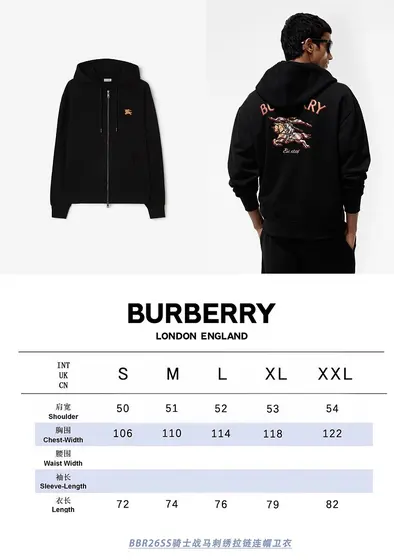 BURBERRY
Est. 1856
BURBERRY
LONDON ENGLAND
INT
UK
CN
S M L XL XXL
肩宽
Shoulder
50 51 52 53 54
胸围
Chest-Width
106 110 114 118 122
腰围
Waist Width
袖长
Sleeve-Length
衣长
Length
72 74 76 79 82
BBR26SS骑士战马刺绣拉链连帽卫衣